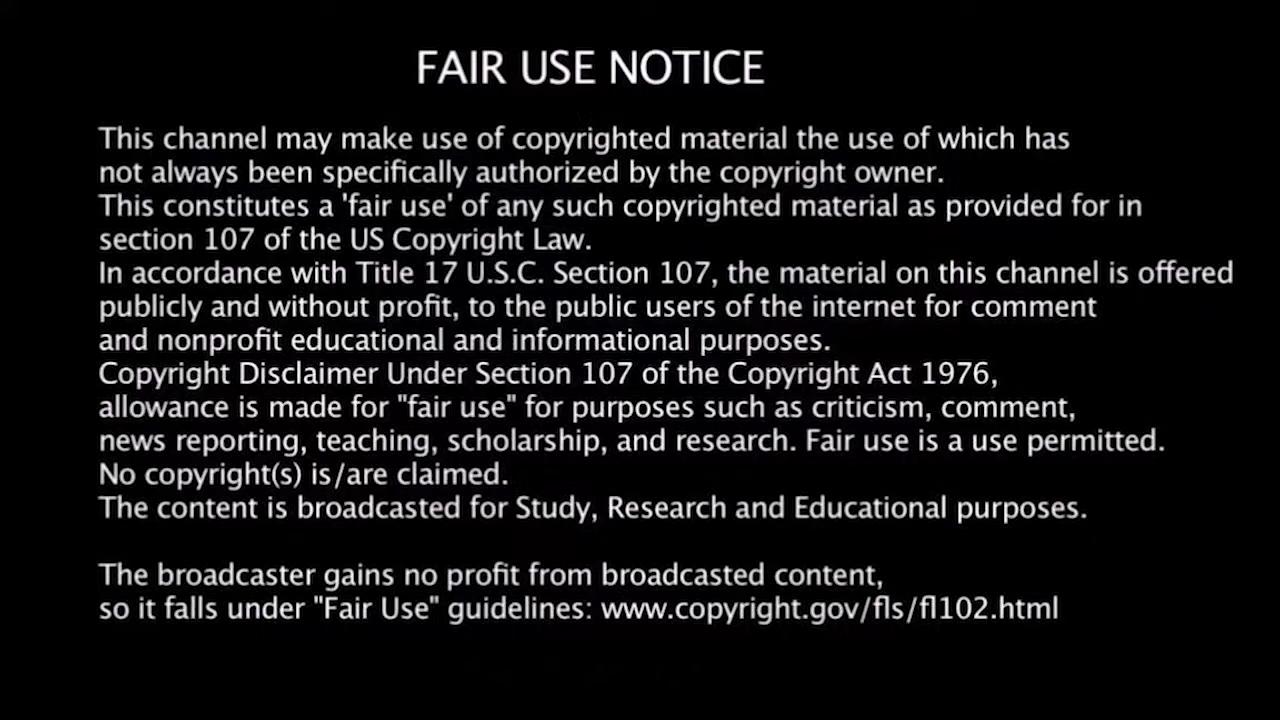 FAIR USE NOTICE
This channel may make use of copyrighted material the use of which has
not always been specifically authorized by the copyright owner.
This constitutes a 'fair use' of any such copyrighted material as provided for in
section 107 of the US Copyright Law.
In accordance with Title 17 U.S.C. Section 107, the material on this channel is offered
publicly and without profit, to the public users of the internet for comment
and nonprofit educational and informational purposes.
Copyright Disclaimer Under Section 107 of the Copyright Act 1976,
allowance is made for "fair use" for purposes such as criticism, comment,
news reporting, teaching, scholarship, and research. Fair use is a use permitted.
No copyright(s) is/are claimed.
The content is broadcasted for Study, Research and Educational purposes.
The broadcaster gains no profit from broadcasted content,
so it falls under "Fair Use" guidelines: www.copyright.gov/fls/fl102.html